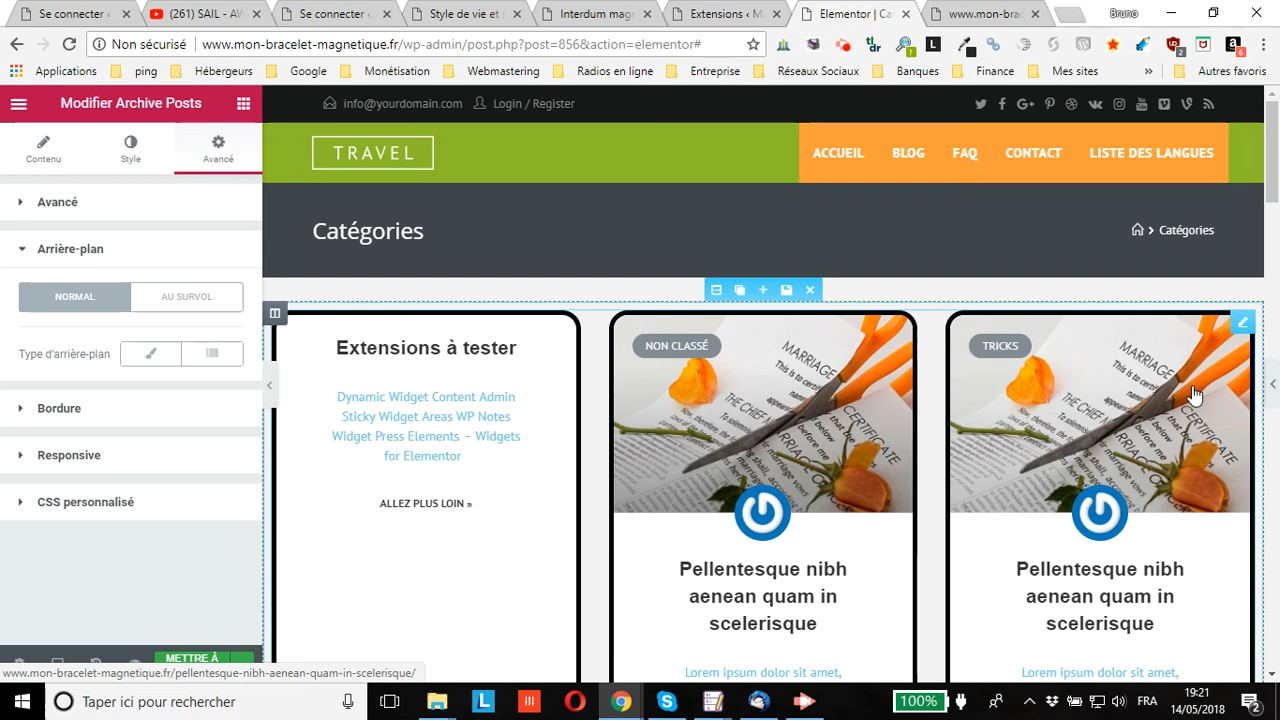 Se connecter ‹
(261) SAIL - AW
Se connecter ‹
Style de vie et
Interdum magn
Extensions ‹ M
Elementor | Ca
www.mon-bra
Bruno
Non sécurisé
www.mon-bracelet-magnetique.fr/wp-admin/post.php?post=856&action=elementor#
Applications
ping
Hébergeurs
Google
Monétisation
Webmastering
Radios en ligne
Entreprise
Réseaux Sociaux
Banques
Finance
Mes sites
»
Autres favoris
Modifier Archive Posts
Contenu
Style
Avancé
Avancé
Arrière-plan
NORMAL
AU SURVOL
Type d'arrière-plan
Bordure
Responsive
CSS personnalisé
METTRE À
www.mon-bracelet-magnetique.fr/pellentesque-nibh-aenean-quam-in-scelerisque/
info@yourdomain.com
Login / Register
TRAVEL
ACCUEIL
BLOG
FAQ
CONTACT
LISTE DES LANGUES
Catégories
Catégories
Extensions à tester
Dynamic Widget Content Admin
Sticky Widget Areas WP Notes
Widget Press Elements – Widgets
for Elementor
ALLEZ PLUS LOIN »
NON CLASSÉ
MARRIAGE
Pellentesque nibh
aenean quam in
scelerisque
Lorem ipsum dolor sit amet,
TRICKS
MARRIAGE
Pellentesque nibh
aenean quam in
scelerisque
Lorem ipsum dolor sit amet,
Taper ici pour rechercher
100%
FRA
19:21
14/05/2018